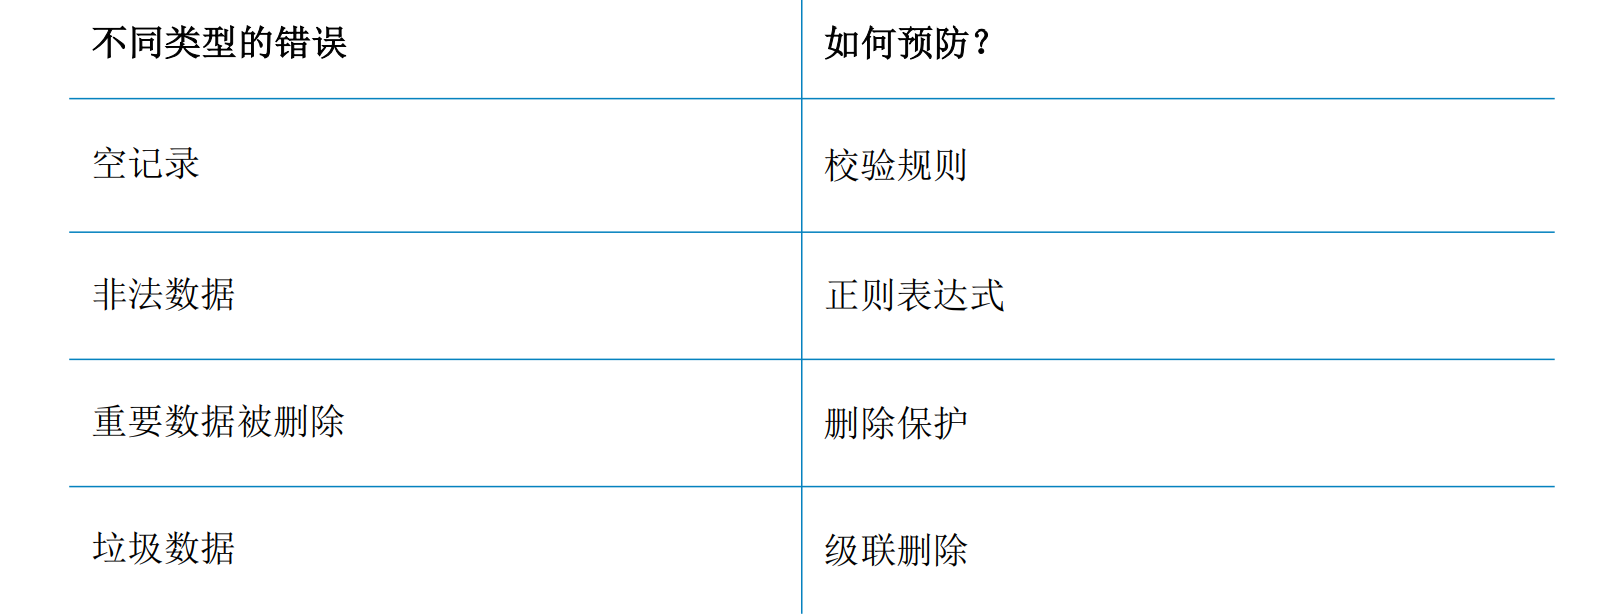 不同类型的错误
如何预防？
空记录
校验规则
非法数据
正则表达式
重要数据被删除
删除保护
垃圾数据
级联删除